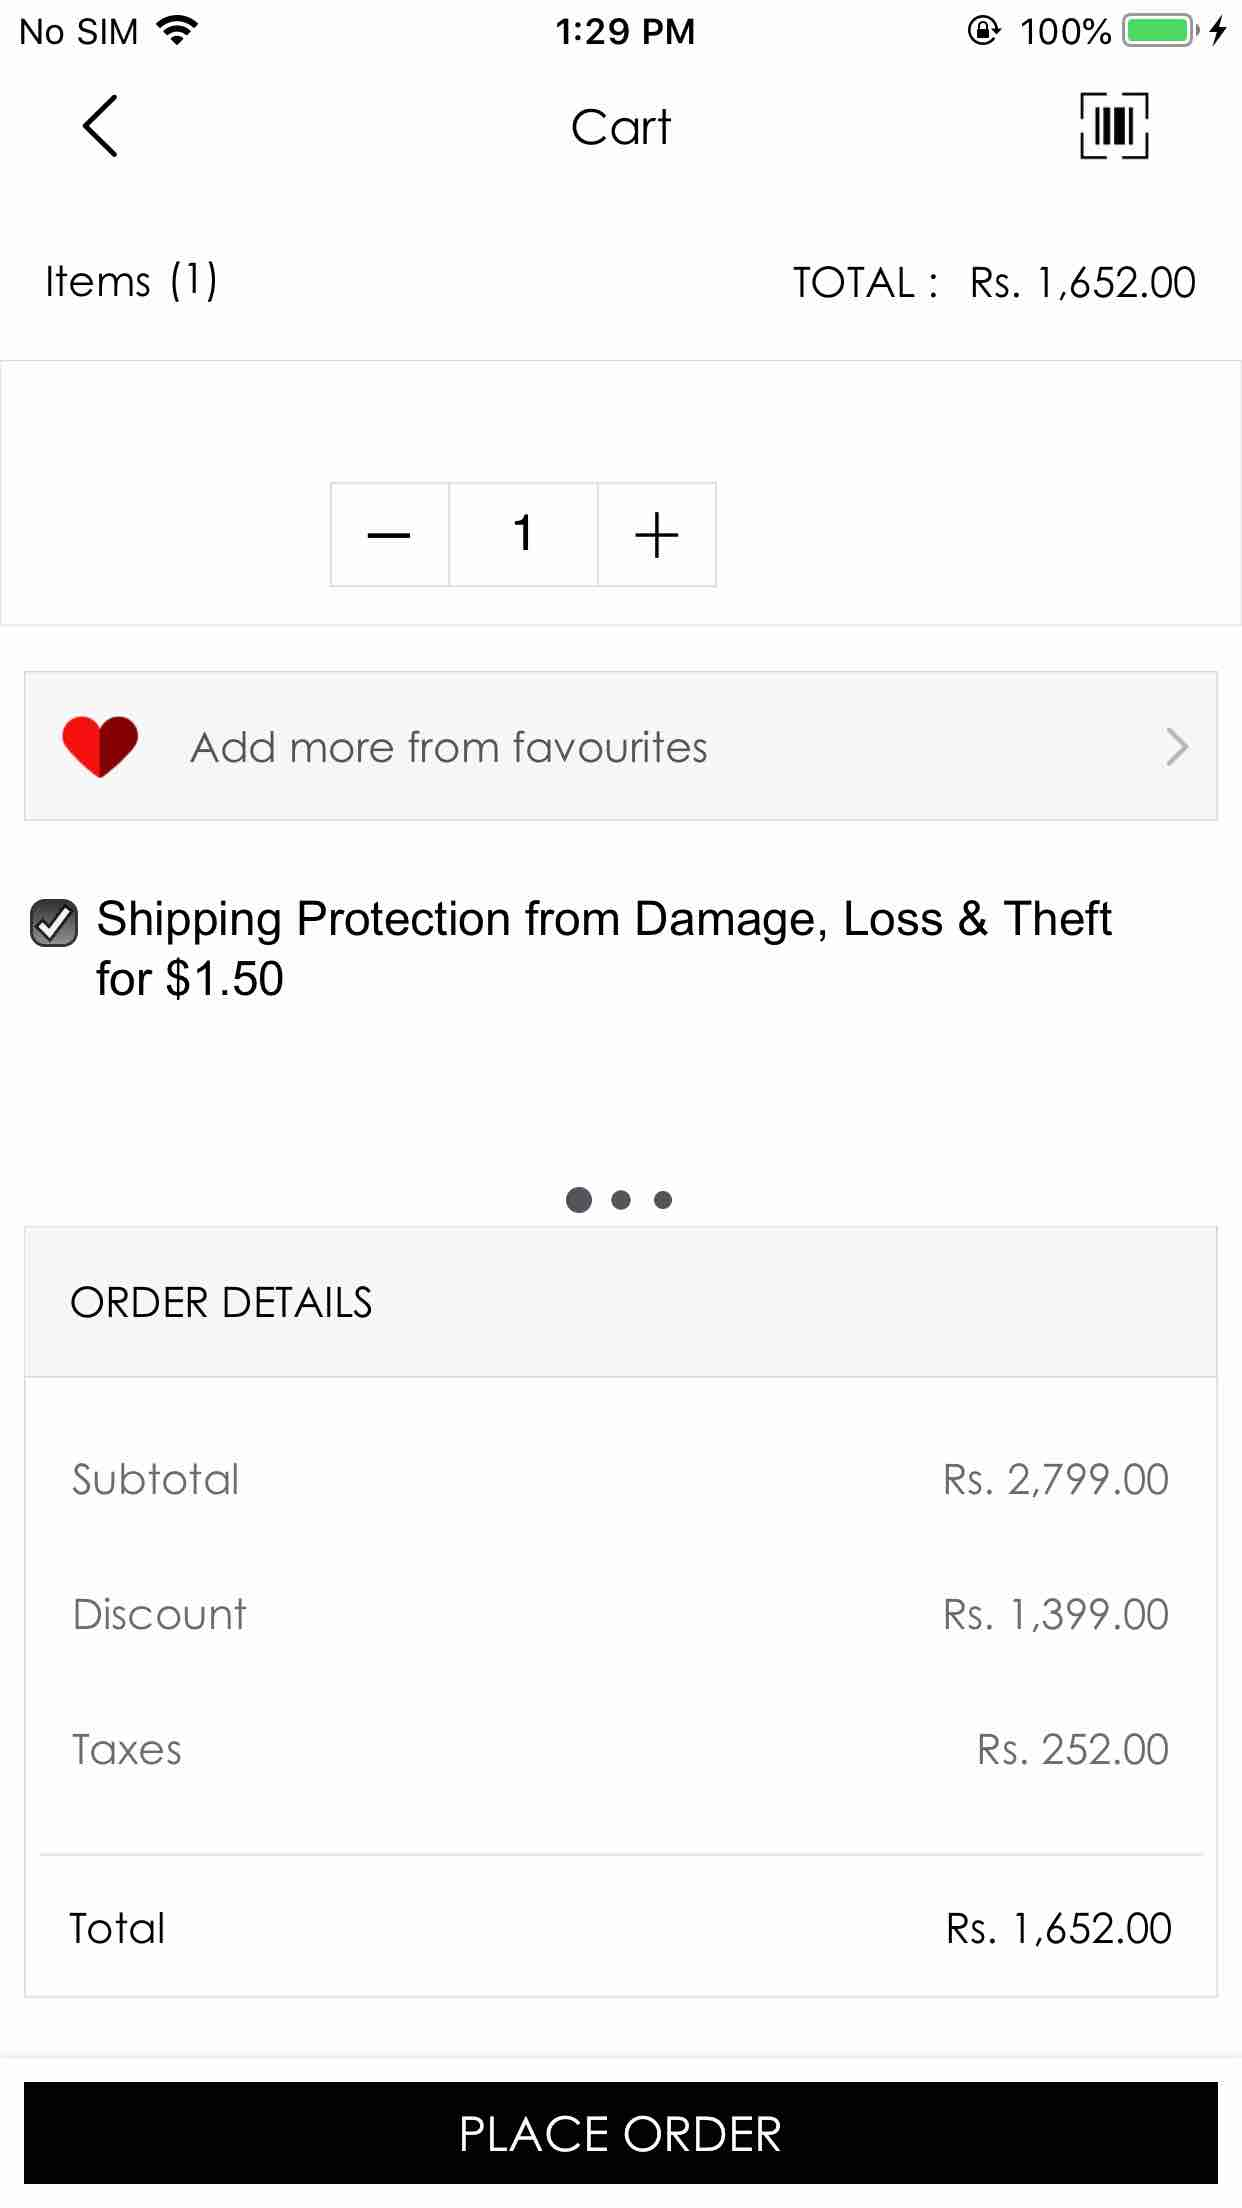 No SIM 1:29 PM 100%
Cart
Items (1) TOTAL : Rs. 1,652.00
1
Add more from favourites
Shipping Protection from Damage, Loss & Theft
for $1.50
ORDER DETAILS
Subtotal Rs. 2,799.00
Discount Rs. 1,399.00
Taxes Rs. 252.00
Total Rs. 1,652.00
PLACE ORDER